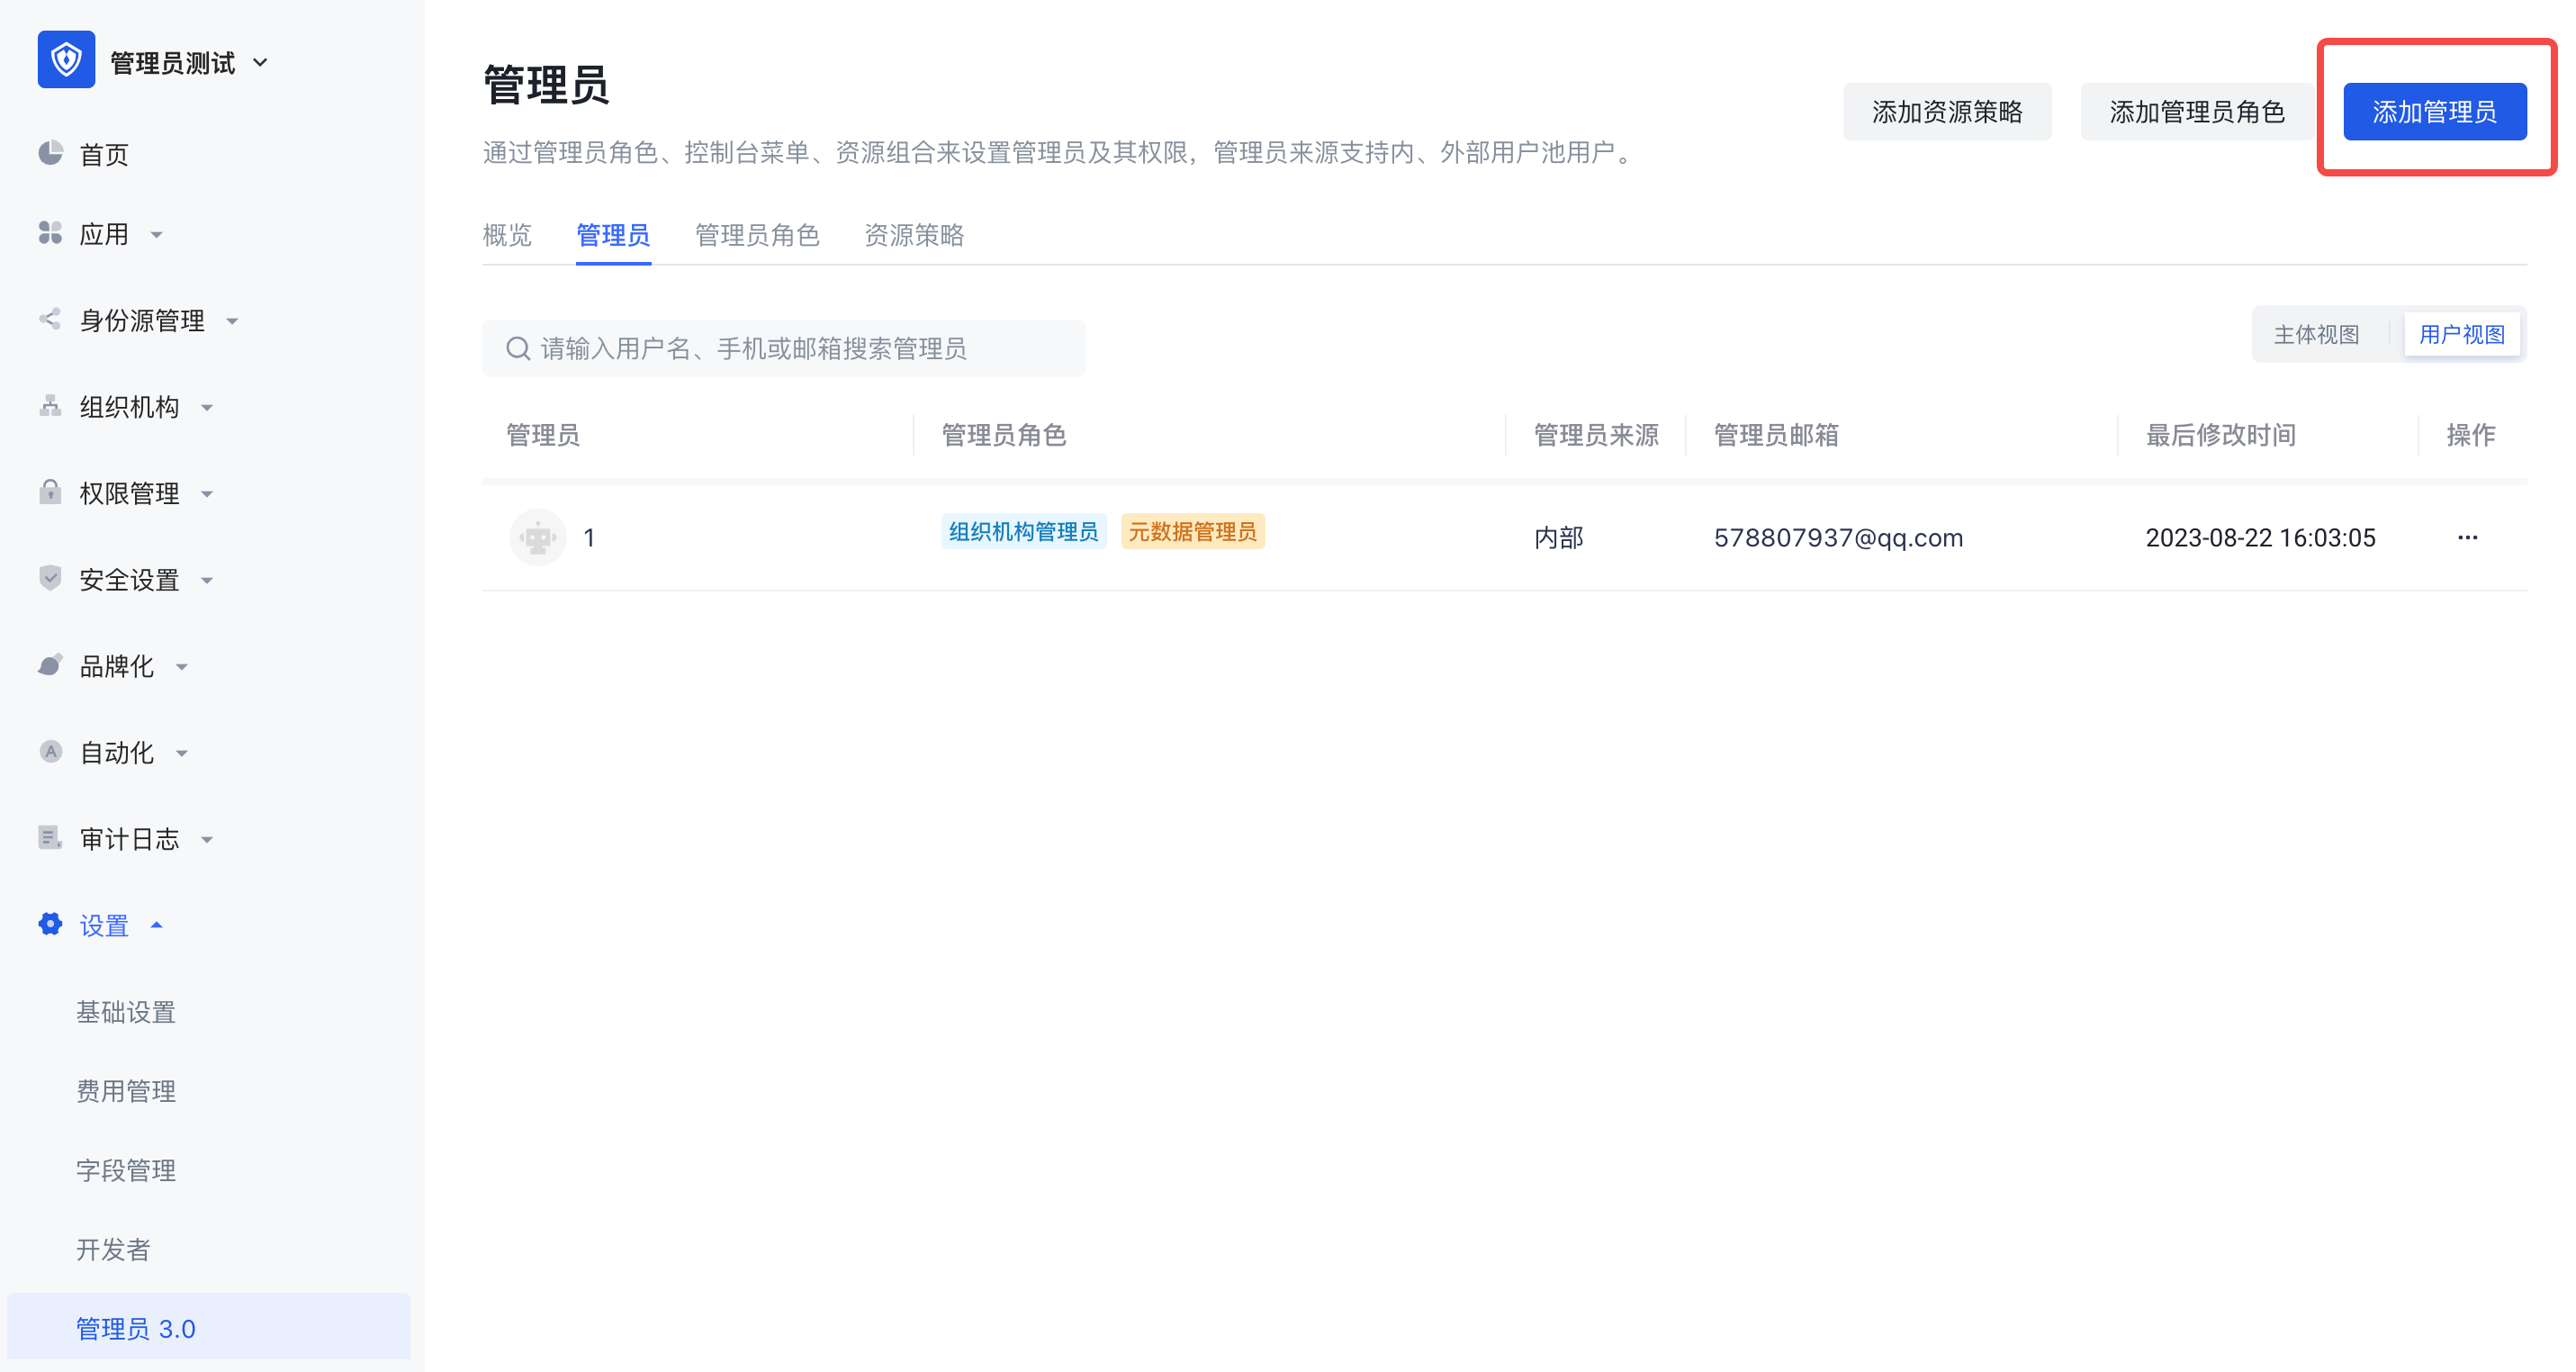 管理员测试
首页
应用
身份源管理
组织机构
权限管理
安全设置
品牌化
自动化
审计日志
设置
基础设置
费用管理
字段管理
开发者
管理员 3.0
管理员
添加资源策略 添加管理员角色 添加管理员
通过管理员角色、控制台菜单、资源组合来设置管理员及其权限，管理员来源支持内、外部用户池用户。
概览 管理员 管理员角色 资源策略
请输入用户名、手机或邮箱搜索管理员
主体视图 用户视图
管理员 管理员角色 管理员来源 管理员邮箱 最后修改时间 操作
1 组织机构管理员 元数据管理员 内部 578807937@qq.com 2023-08-22 16:03:05 ···